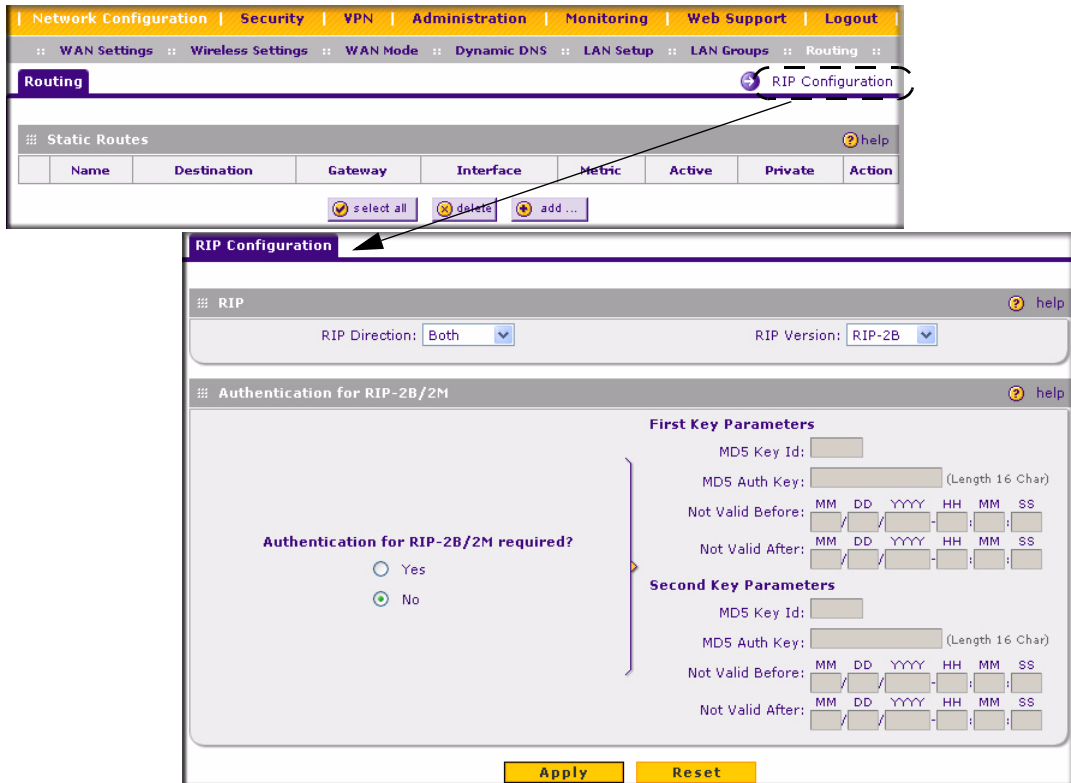 | Network Configuration | Security | VPN | Administration | Monitoring | Web Support | Logout |
:: WAN Settings :: Wireless Settings :: WAN Mode :: Dynamic DNS :: LAN Setup :: LAN Groups :: Routing ::
Routing RIP Configuration
Static Routes help
Name Destination Gateway Interface Metric Active Private Action
select all delete add ...
RIP Configuration
RIP help
RIP Direction: Both RIP Version: RIP-2B
Authentication for RIP-2B/2M help
Authentication for RIP-2B/2M required?
Yes
No
First Key Parameters
MD5 Key Id:
MD5 Auth Key: (Length 16 Char)
MM DD YYYY HH MM SS
Not Valid Before: / / - : :
MM DD YYYY HH MM SS
Not Valid After: / / - : :
Second Key Parameters
MD5 Key Id:
MD5 Auth Key: (Length 16 Char)
MM DD YYYY HH MM SS
Not Valid Before: / / - : :
MM DD YYYY HH MM SS
Not Valid After: / / - : :
Apply Reset